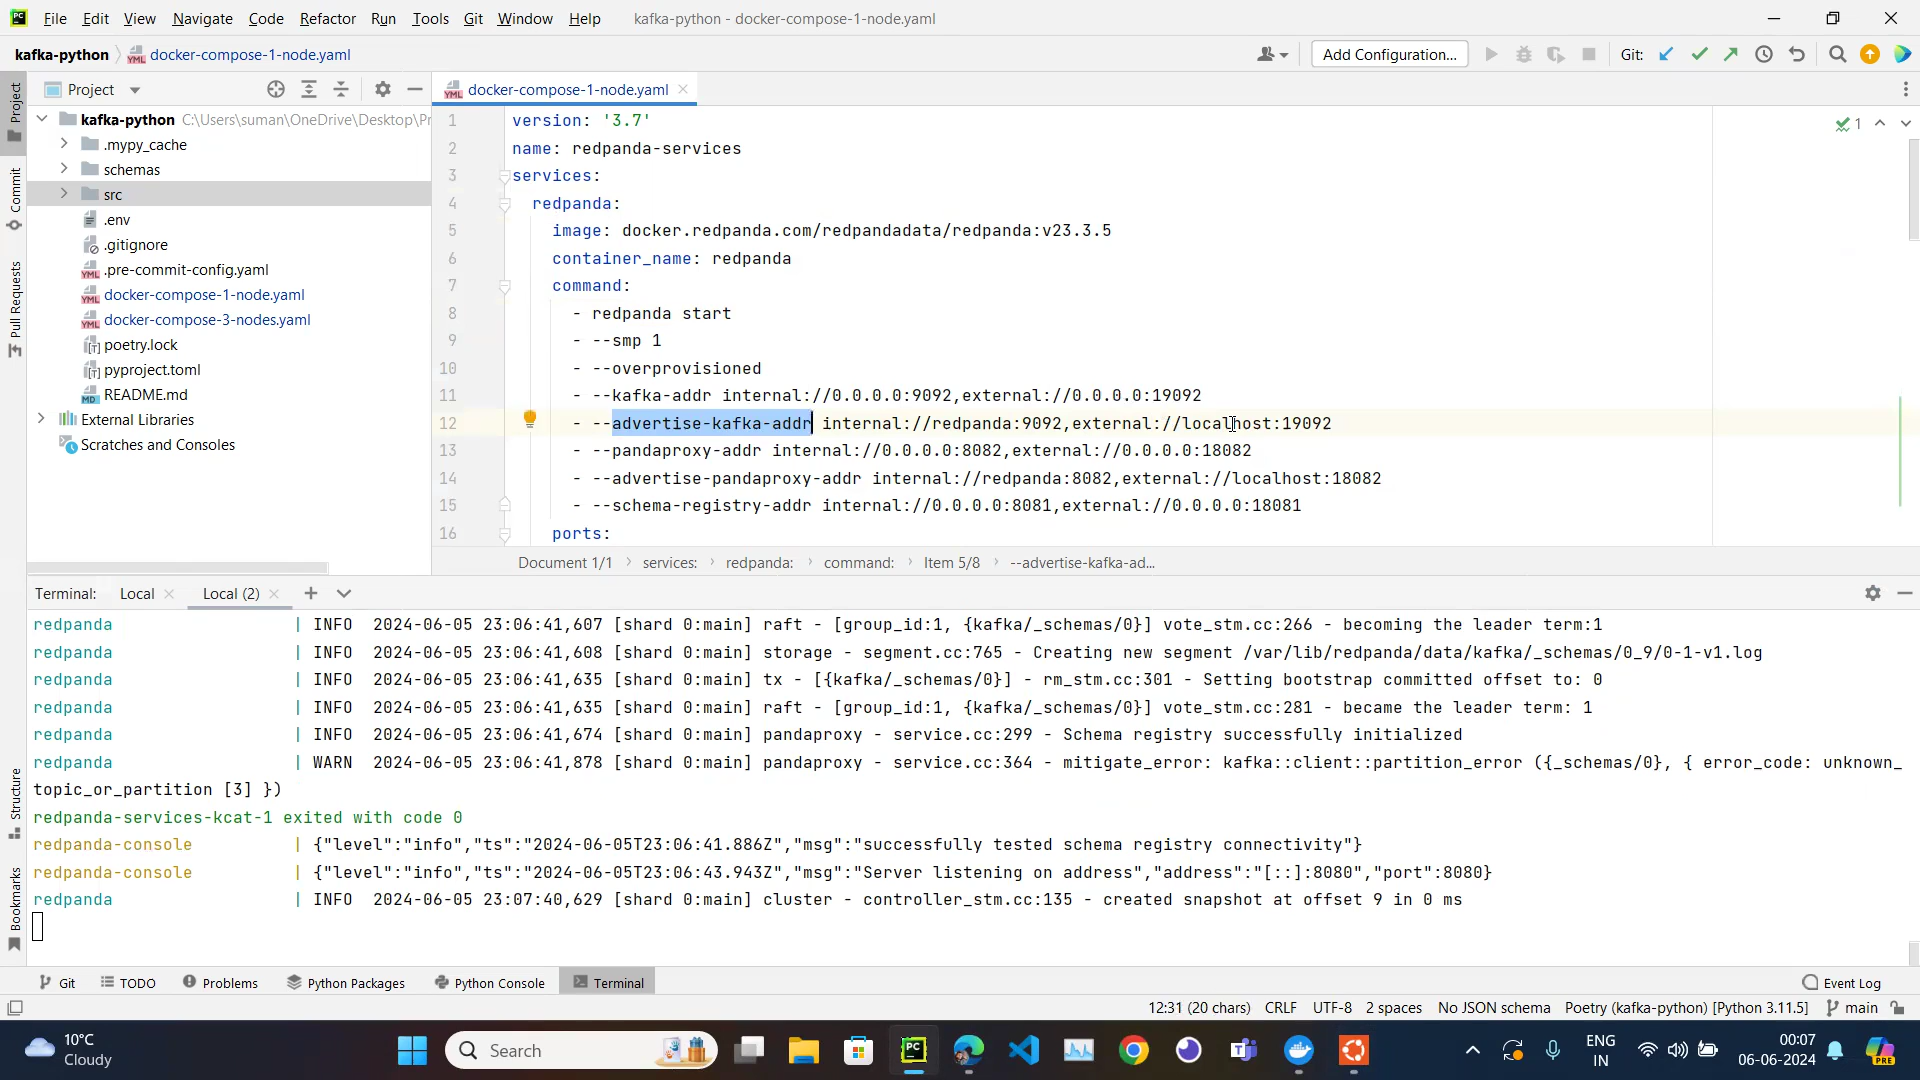 File Edit View Navigate Code Refactor Run Tools Git Window Help kafka-python - docker-compose-1-node.yaml
kafka-python docker-compose-1-node.yaml Add Configuration... Git:
Project docker-compose-1-node.yaml
kafka-python C:\Users\suman\OneDrive\Desktop\Pr
.mypy_cache
schemas
src
.env
.gitignore
.pre-commit-config.yaml
docker-compose-1-node.yaml
docker-compose-3-nodes.yaml
poetry.lock
pyproject.toml
README.md
External Libraries
Scratches and Consoles
Project
Commit
Pull Requests
Structure
Bookmarks
1 version: '3.7'
2 name: redpanda-services
3 services:
4 redpanda:
5 image: docker.redpanda.com/redpandadata/redpanda:v23.3.5
6 container_name: redpanda
7 command:
8 - redpanda start
9 - --smp 1
10 - --overprovisioned
11 - --kafka-addr internal://0.0.0.0:9092,external://0.0.0.0:19092
12 - --advertise-kafka-addr internal://redpanda:9092,external://localhost:19092
13 - --pandaproxy-addr internal://0.0.0.0:8082,external://0.0.0.0:18082
14 - --advertise-pandaproxy-addr internal://redpanda:8082,external://localhost:18082
15 - --schema-registry-addr internal://0.0.0.0:8081,external://0.0.0.0:18081
16 ports:
1
Document 1/1 services: redpanda: command: Item 5/8 --advertise-kafka-ad...
Terminal: Local Local (2)
redpanda | INFO 2024-06-05 23:06:41,607 [shard 0:main] raft - [group_id:1, {kafka/_schemas/0}] vote_stm.cc:266 - becoming the leader term:1
redpanda | INFO 2024-06-05 23:06:41,608 [shard 0:main] storage - segment.cc:765 - Creating new segment /var/lib/redpanda/data/kafka/_schemas/0_9/0-1-v1.log
redpanda | INFO 2024-06-05 23:06:41,635 [shard 0:main] tx - [{kafka/_schemas/0}] - rm_stm.cc:301 - Setting bootstrap committed offset to: 0
redpanda | INFO 2024-06-05 23:06:41,635 [shard 0:main] raft - [group_id:1, {kafka/_schemas/0}] vote_stm.cc:281 - became the leader term: 1
redpanda | INFO 2024-06-05 23:06:41,674 [shard 0:main] pandaproxy - service.cc:299 - Schema registry successfully initialized
redpanda | WARN 2024-06-05 23:06:41,878 [shard 0:main] pandaproxy - service.cc:364 - mitigate_error: kafka::client::partition_error ({_schemas/0}, { error_code: unknown_
topic_or_partition [3] })
redpanda-services-kcat-1 exited with code 0
redpanda-console | {"level":"info","ts":"2024-06-05T23:06:41.886Z","msg":"successfully tested schema registry connectivity"}
redpanda-console | {"level":"info","ts":"2024-06-05T23:06:43.943Z","msg":"Server listening on address","address":"[::]:8080","port":8080}
redpanda | INFO 2024-06-05 23:07:40,629 [shard 0:main] cluster - controller_stm.cc:135 - created snapshot at offset 9 in 0 ms
Git TODO Problems Python Packages Python Console Terminal Event Log
12:31 (20 chars) CRLF UTF-8 2 spaces No JSON schema Poetry (kafka-python) [Python 3.11.5] main
10°C
Cloudy
Search
ENG
IN
00:07
06-06-2024